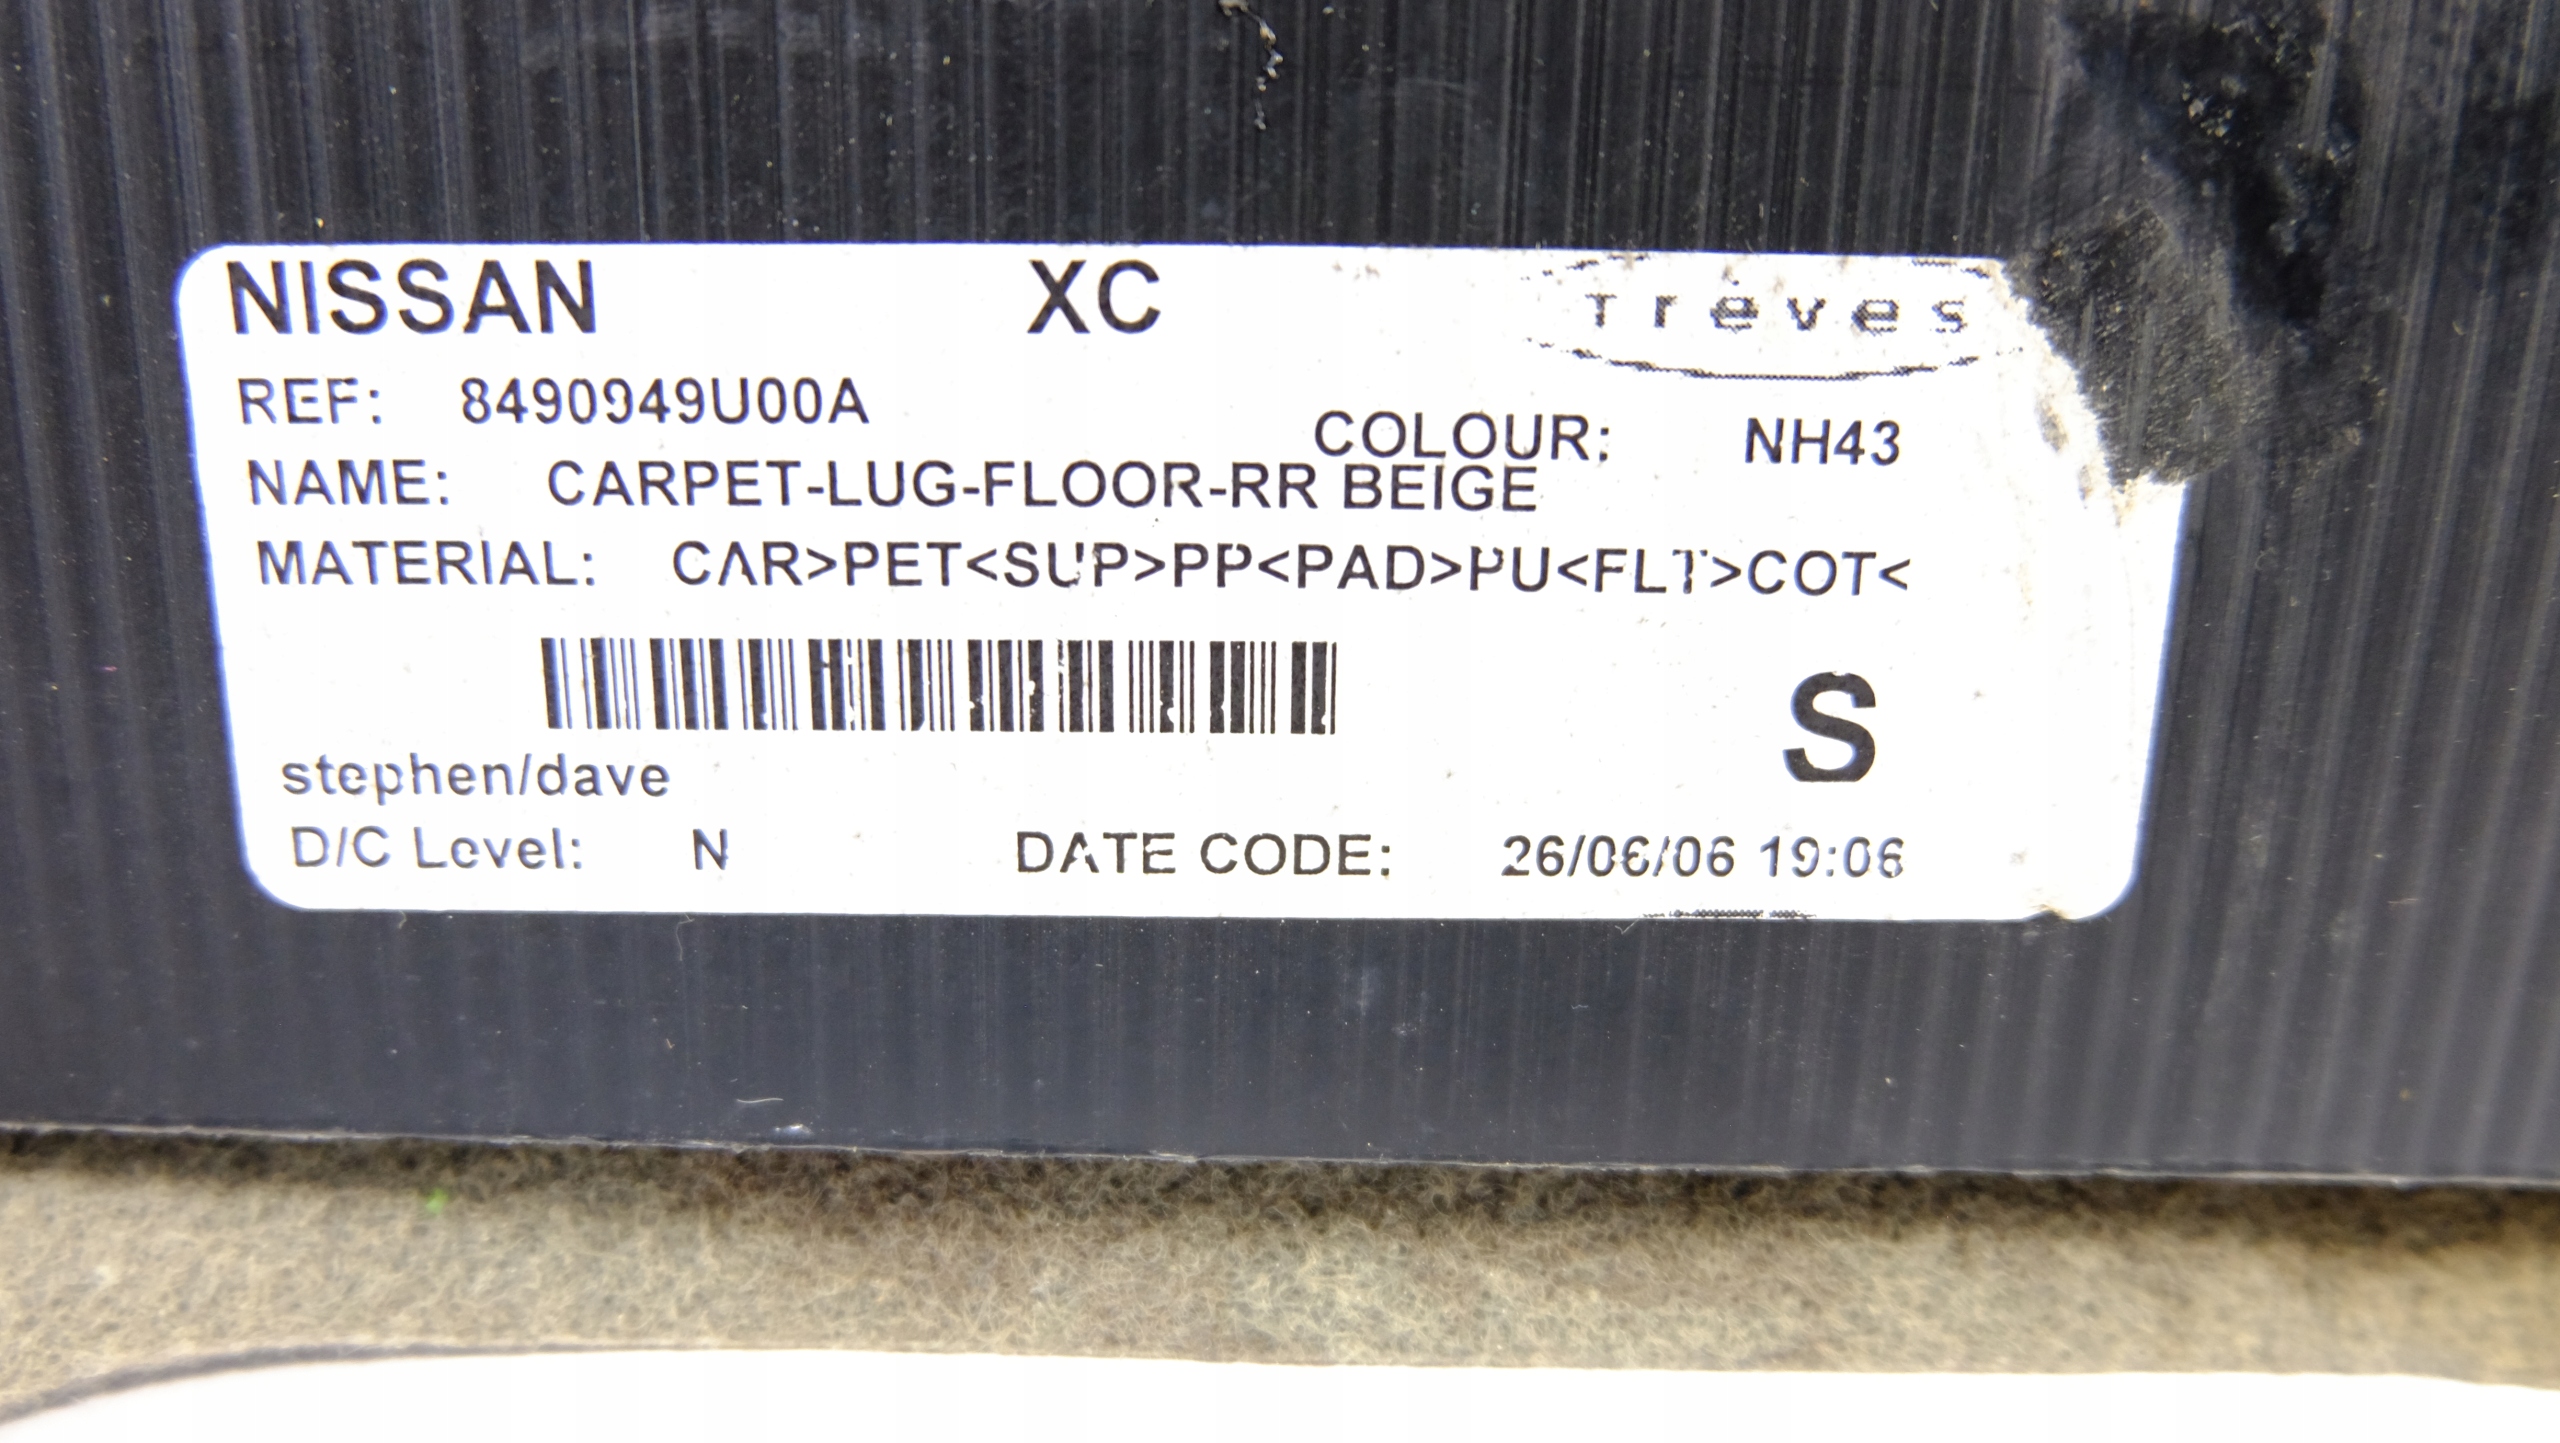 NISSAN XC Trèves
REF: 8490949U00A
COLOUR: NH43
NAME: CARPET-LUG-FLOOR-RR BEIGE
MATERIAL: CAR>PET<SUP>PP<PAD>PU<FLT>COT<
S
stephen/dave
D/C Level: N DATE CODE: 26/06/06 19:06